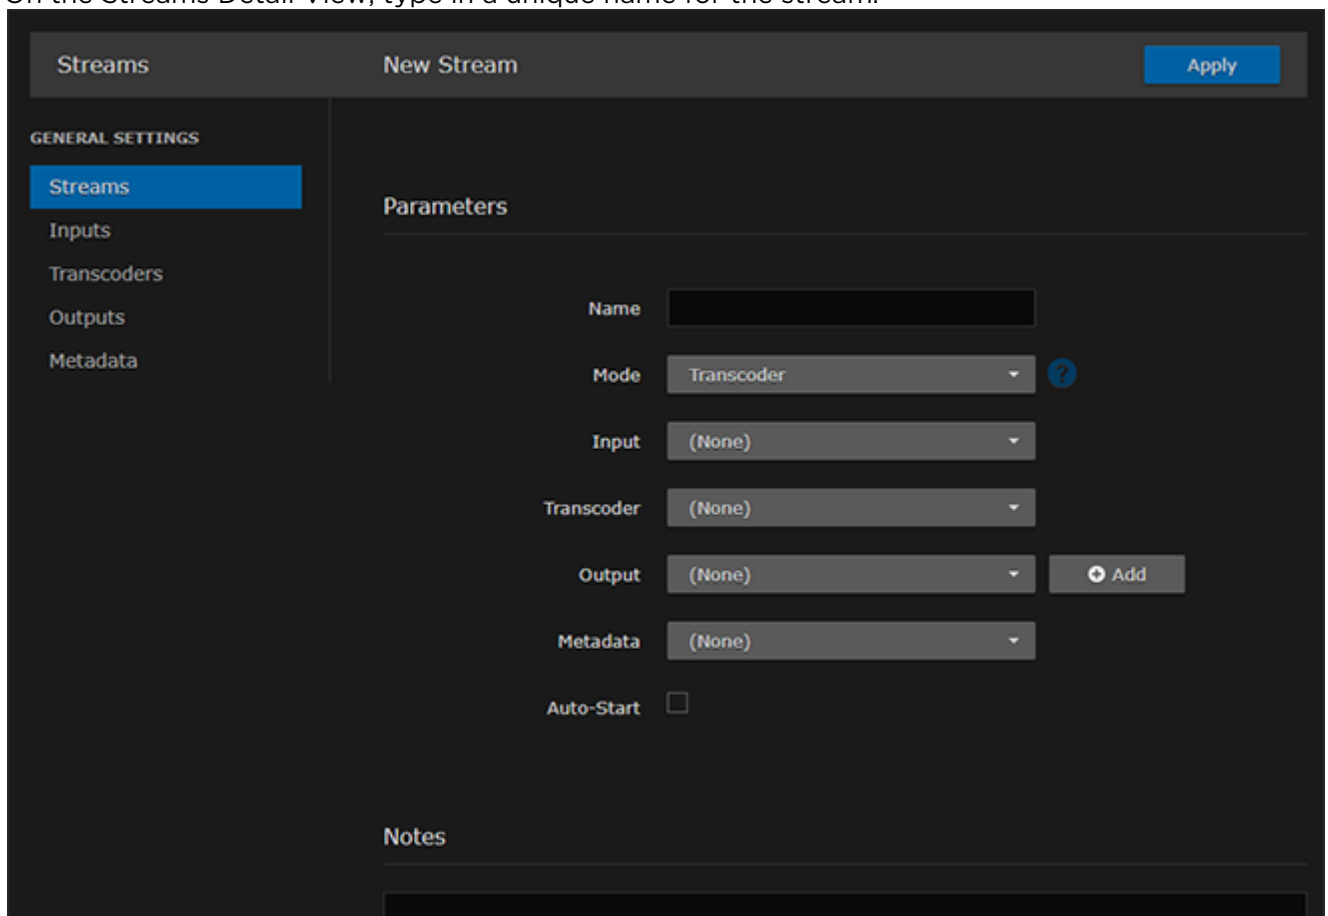 On the Streams Detail View, type in a unique name for the stream.
Streams New Stream Apply
GENERAL SETTINGS
Streams
Inputs
Transcoders
Outputs
Metadata
Parameters
Name
Mode Transcoder ?
Input (None)
Transcoder (None)
Output (None) Add
Metadata (None)
Auto-Start
Notes